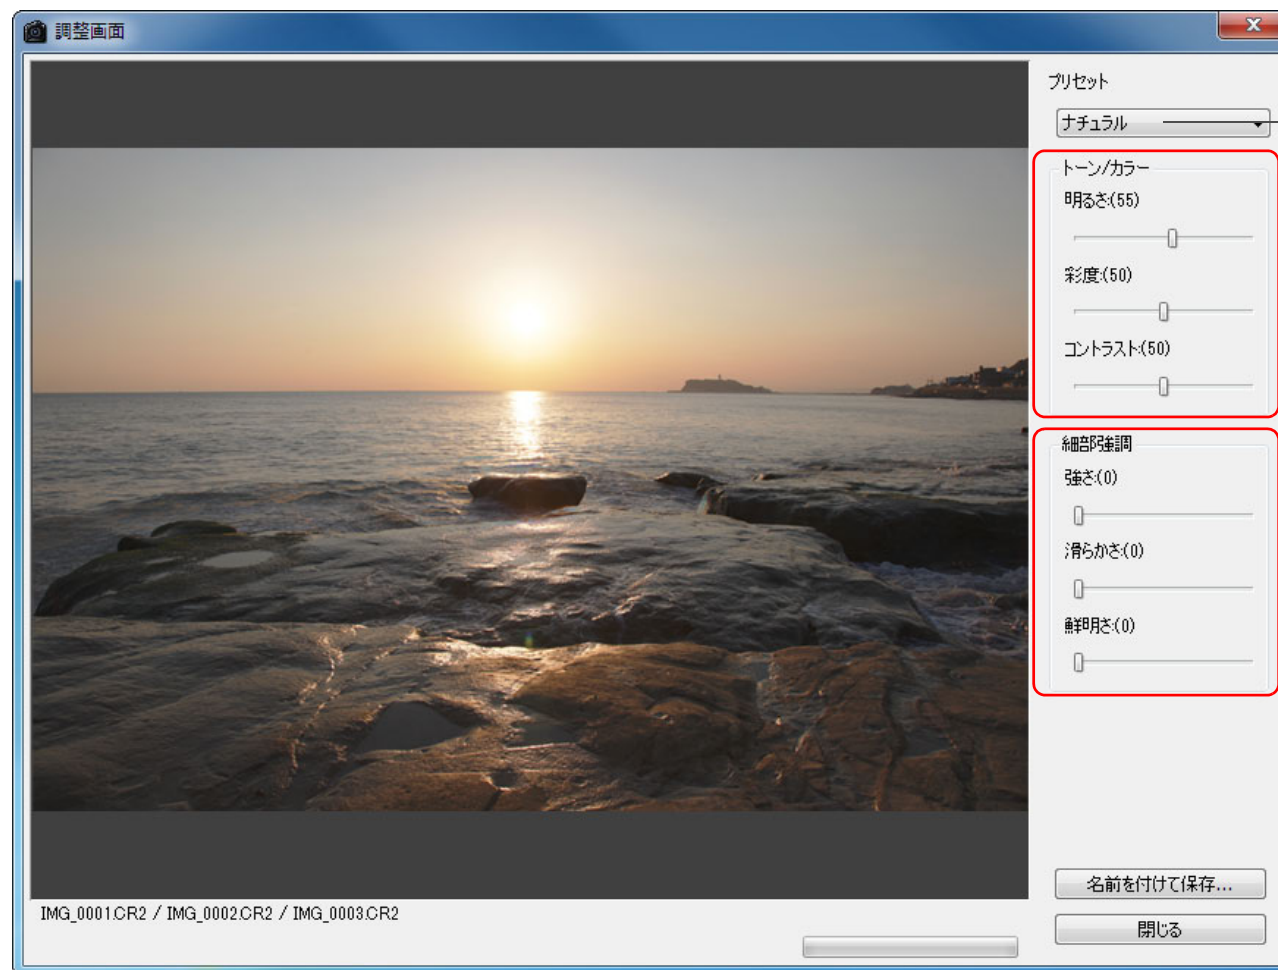 調整画面
プリセット
ナチュラル
トーン/カラー
明るさ:(55)
彩度:(50)
コントラスト:(50)
細部強調
強さ:(0)
滑らかさ:(0)
鮮明さ:(0)
名前を付けて保存...
閉じる
IMG_0001.CR2 / IMG_0002.CR2 / IMG_0003.CR2